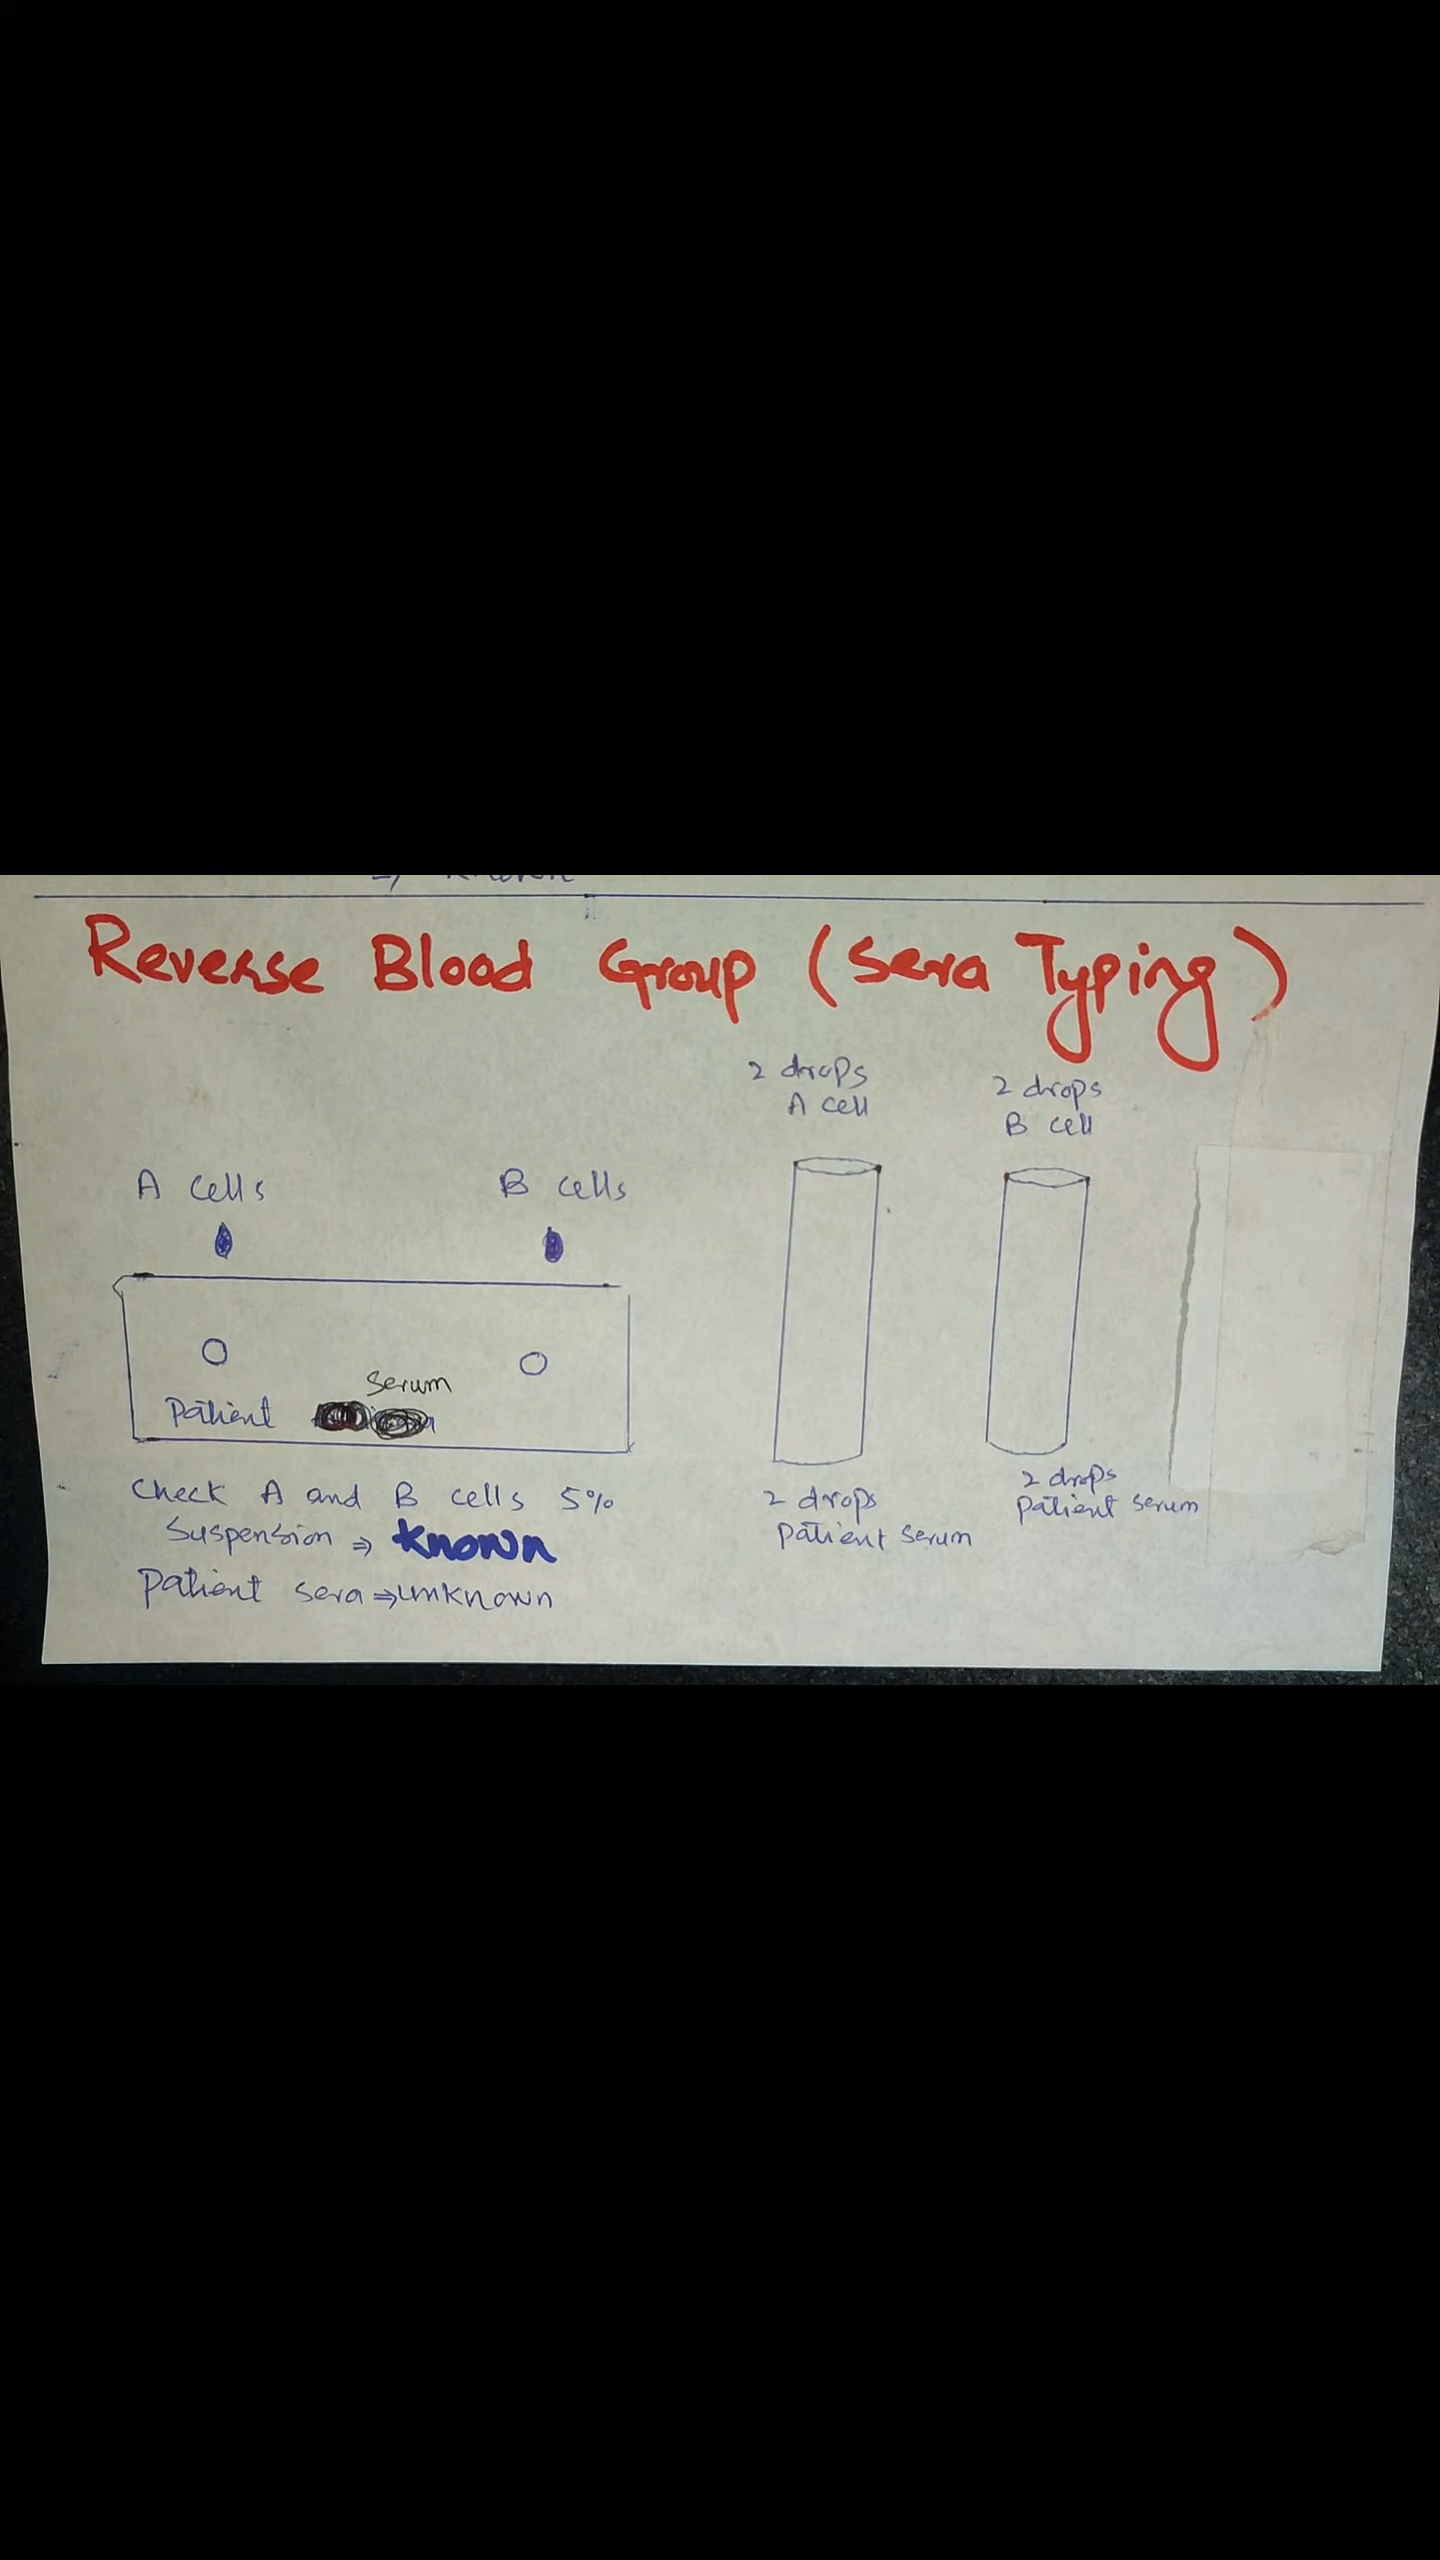 Reverse Blood Group (Sera Typing)
A cells
B cells
Serum
Patient
Check A and B cells 5%
Suspension ⇒ Known
Patient sera ⇒ unknown
2 drops
A cell
2 drops
Patient Serum
2 drops
B cell
2 drops
Patient Serum